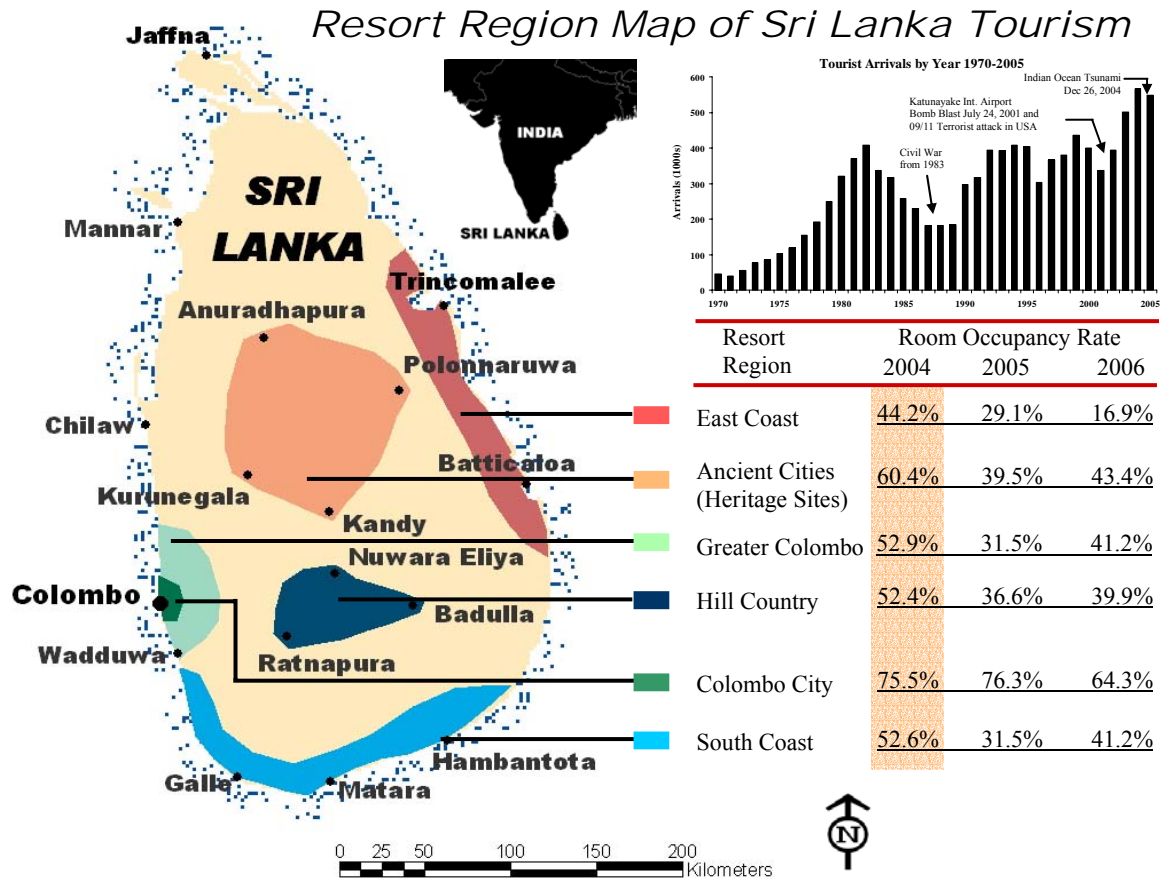 Resort Region Map of Sri Lanka Tourism
Jaffna
INDIA
SRI LANKA
SRI
LANKA
Mannar
Trincomalee
Anuradhapura
Polonnaruwa
Chilaw
Batticaloa
Kurunegala
Kandy
Nuwara Eliya
Colombo
Badulla
Wadduwa
Ratnapura
Hambantota
Galle
Matara
Tourist Arrivals by Year 1970-2005
Indian Ocean Tsunami
Dec 26, 2004
Katunayake Int. Airport
Bomb Blast July 24, 2001 and
09/11 Terrorist attack in USA
Civil War
from 1983
Arrivals (1000s)
600
500
400
300
200
100
0
1970 1975 1980 1985 1990 1995 2000 2005
Resort Room Occupancy Rate
Region 2004 2005 2006
East Coast 44.2% 29.1% 16.9%
Ancient Cities 60.4% 39.5% 43.4%
(Heritage Sites)
Greater Colombo 52.9% 31.5% 41.2%
Hill Country 52.4% 36.6% 39.9%
Colombo City 75.5% 76.3% 64.3%
South Coast 52.6% 31.5% 41.2%
N
0 25 50 100 150 200
Kilometers